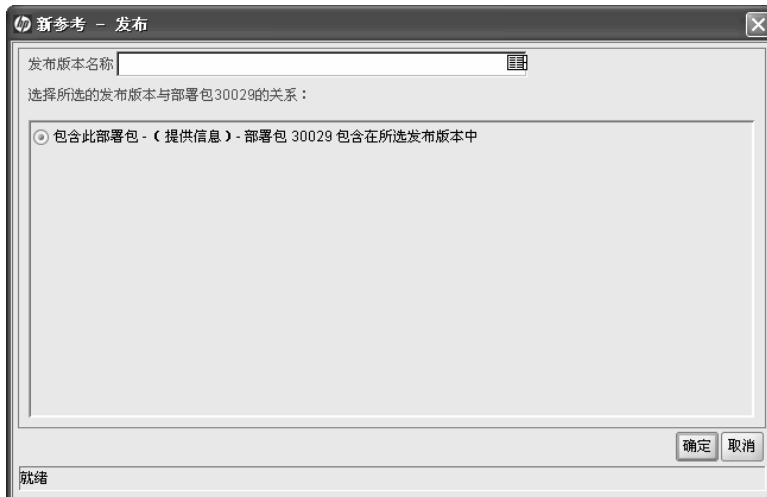 hp 新参考 - 发布
发布版本名称
选择所选的发布版本与部署包30029的关系：
包含此部署包 - （提供信息）- 部署包 30029 包含在所选发布版本中
确定 取消
就绪